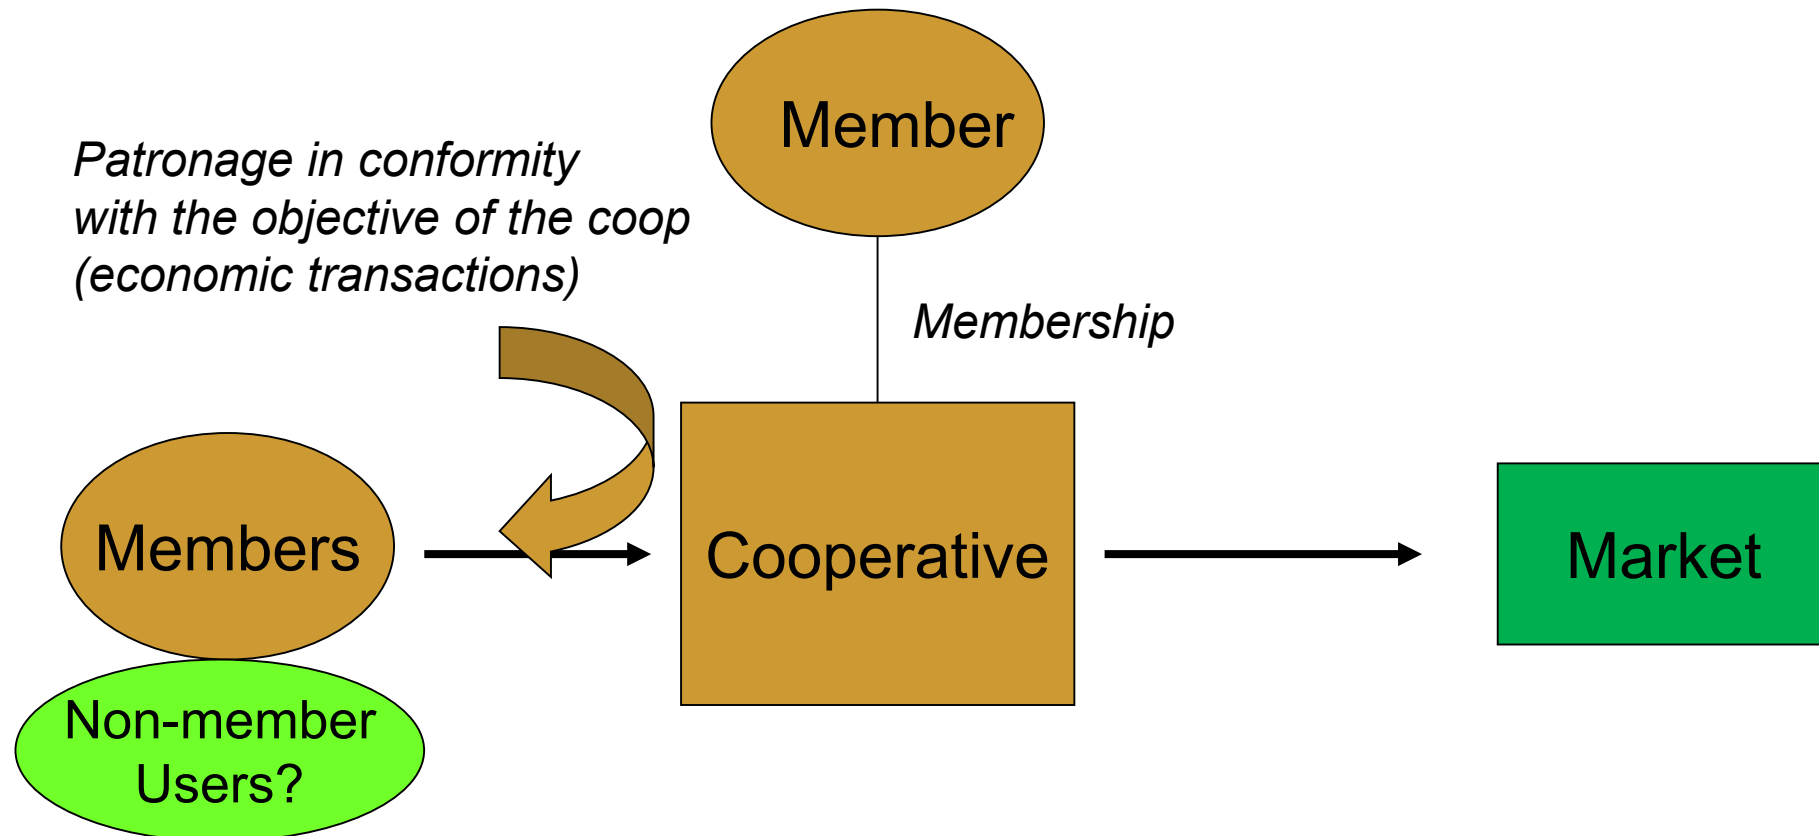 Member
Patronage in conformity
with the objective of the coop
(economic transactions)
Membership
Members
Cooperative
Market
Non-member
Users?